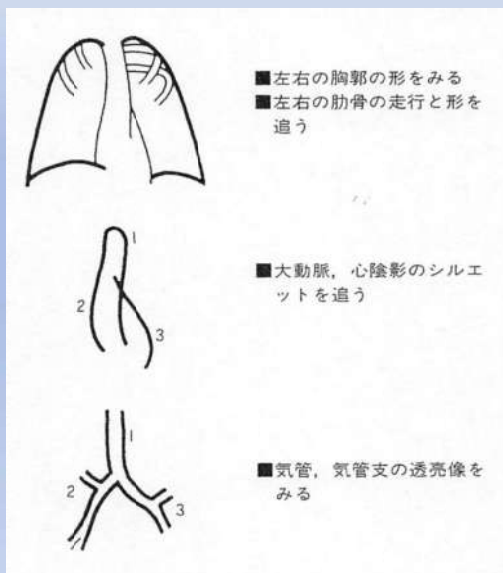 ■左右の胸郭の形をみる
■左右の肋骨の走行と形を
追う
1
■大動脈，心陰影のシルエ
ットを追う
2
3
1
■気管，気管支の透亮像を
みる
2
3